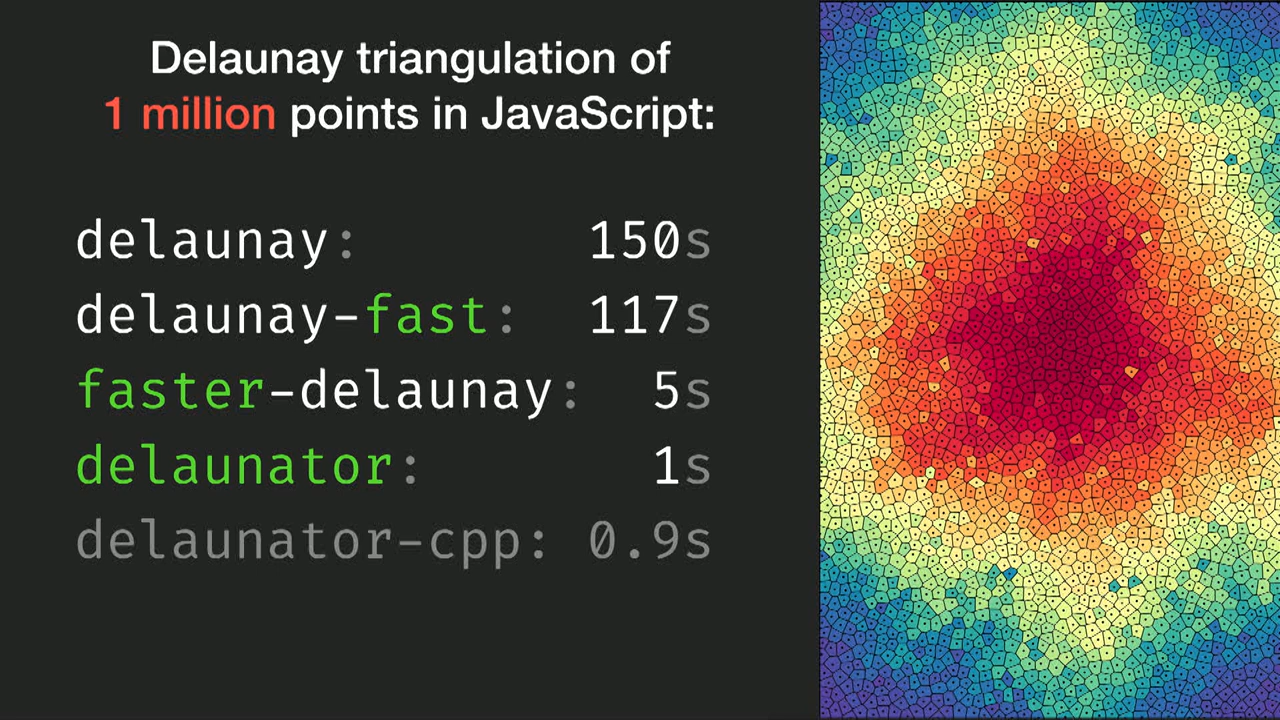 Delaunay triangulation of
1 million points in JavaScript:
delaunay: 150s
delaunay-fast: 117s
faster-delaunay: 5s
delaunator: 1s
delaunator-cpp: 0.9s